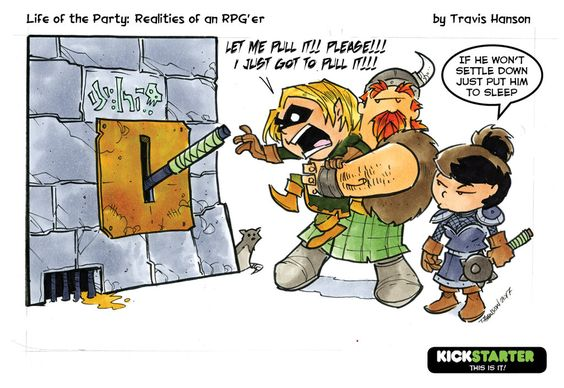 Life of the Party: Realities of an RPG'er
by Travis Hanson
LET ME PULL IT!! PLEASE!!!
I JUST GOT TO PULL IT!!!
IF HE WON'T
SETTLE DOWN
JUST PUT HIM
TO SLEEP
KICKSTARTER
THIS IS IT!